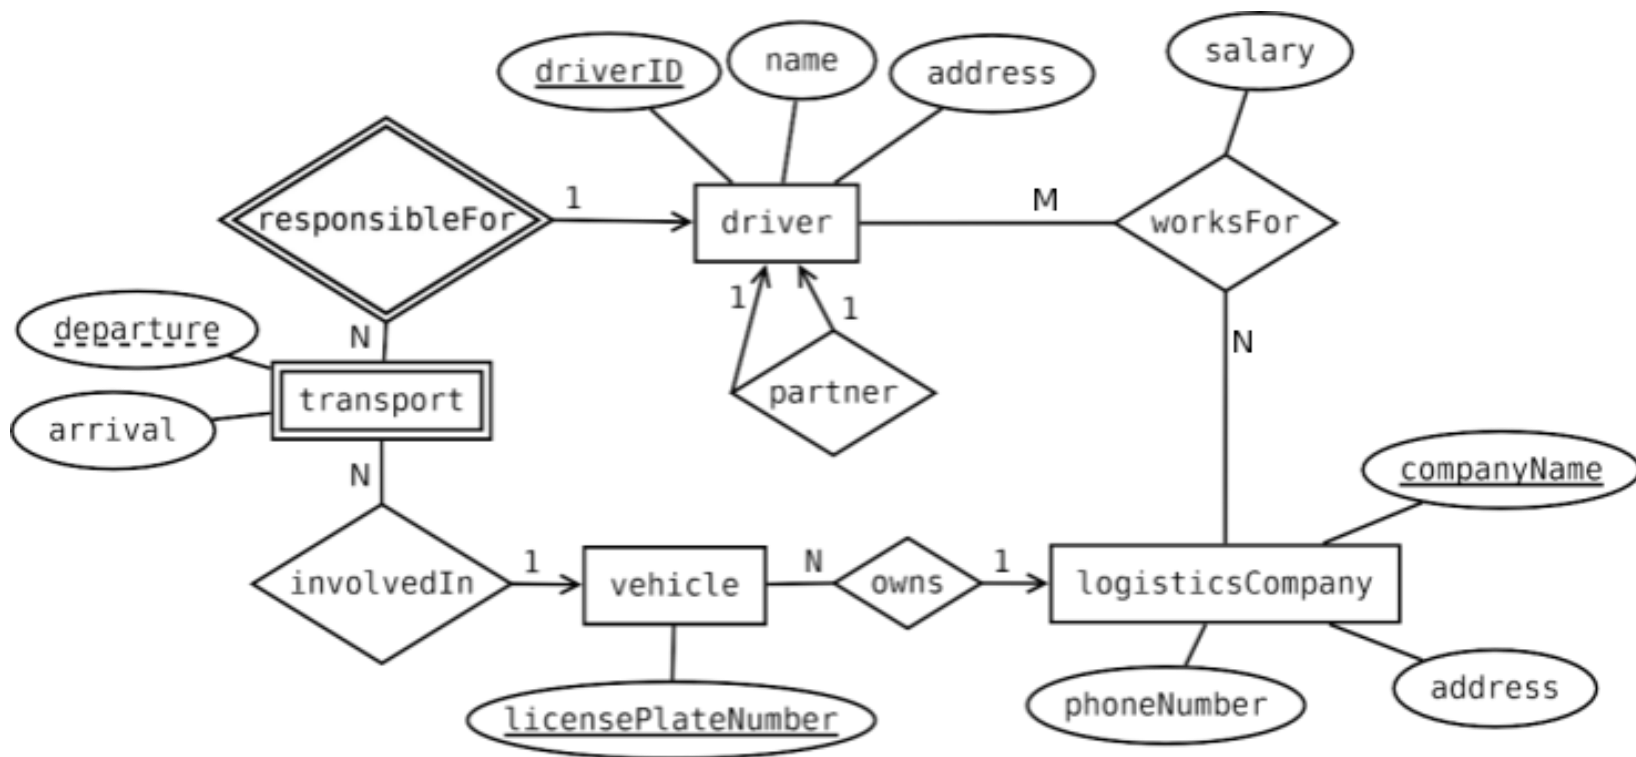 salary
name
driverID
address
1
responsibleFor
driver
M
worksFor
departure
N
1
1
N
transport
partner
arrival
companyName
N
1
N
1
involvedIn
vehicle
owns
logisticsCompany
licensePlateNumber
phoneNumber
address